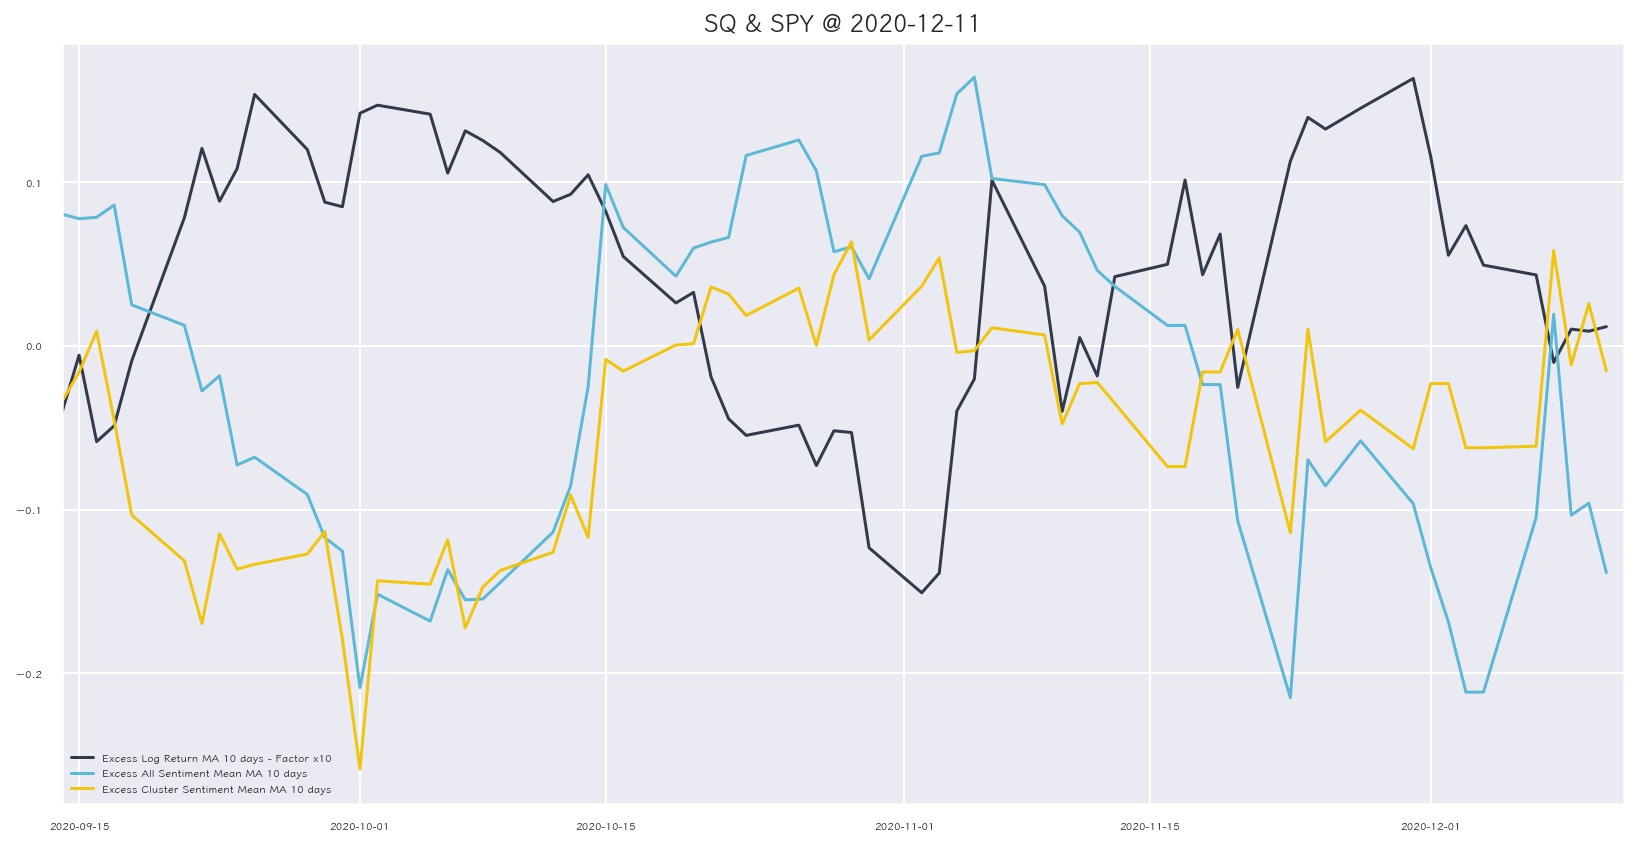 SQ & SPY @ 2020-12-11
0.1
0.0
−0.1
−0.2
Excess Log Return MA 10 days - Factor x10
Excess All Sentiment Mean MA 10 days
Excess Cluster Sentiment Mean MA 10 days
2020-09-15 2020-10-01 2020-10-15 2020-11-01 2020-11-15 2020-12-01